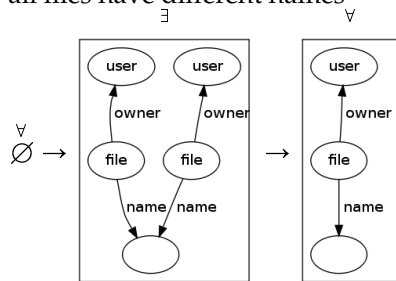 all files have different names
∃ ∀
user user user
owner owner owner
∀
∅ → file file → file
name name name